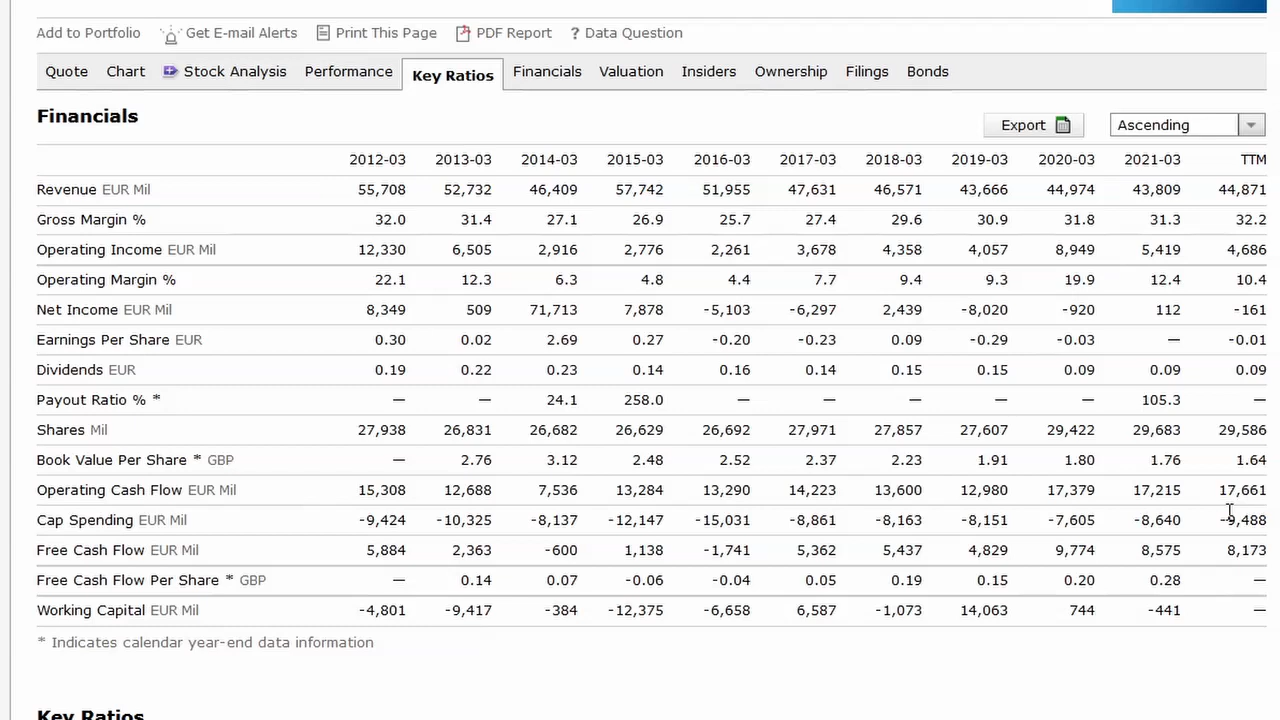 Add to Portfolio Get E-mail Alerts Print This Page PDF Report ? Data Question
Quote Chart Stock Analysis Performance Key Ratios Financials Valuation Insiders Ownership Filings Bonds
Financials
Export Ascending
2012-03 2013-03 2014-03 2015-03 2016-03 2017-03 2018-03 2019-03 2020-03 2021-03 TTM
Revenue EUR Mil 55,708 52,732 46,409 57,742 51,955 47,631 46,571 43,666 44,974 43,809 44,871
Gross Margin % 32.0 31.4 27.1 26.9 25.7 27.4 29.6 30.9 31.8 31.3 32.2
Operating Income EUR Mil 12,330 6,505 2,916 2,776 2,261 3,678 4,358 4,057 8,949 5,419 4,686
Operating Margin % 22.1 12.3 6.3 4.8 4.4 7.7 9.4 9.3 19.9 12.4 10.4
Net Income EUR Mil 8,349 509 71,713 7,878 -5,103 -6,297 2,439 -8,020 -920 112 -161
Earnings Per Share EUR 0.30 0.02 2.69 0.27 -0.20 -0.23 0.09 -0.29 -0.03 — -0.01
Dividends EUR 0.19 0.22 0.23 0.14 0.16 0.14 0.15 0.15 0.09 0.09 0.09
Payout Ratio % * — — 24.1 258.0 — — — — — 105.3 —
Shares Mil 27,938 26,831 26,682 26,629 26,692 27,971 27,857 27,607 29,422 29,683 29,586
Book Value Per Share * GBP — 2.76 3.12 2.48 2.52 2.37 2.23 1.91 1.80 1.76 1.64
Operating Cash Flow EUR Mil 15,308 12,688 7,536 13,284 13,290 14,223 13,600 12,980 17,379 17,215 17,661
Cap Spending EUR Mil -9,424 -10,325 -8,137 -12,147 -15,031 -8,861 -8,163 -8,151 -7,605 -8,640 -9,488
Free Cash Flow EUR Mil 5,884 2,363 -600 1,138 -1,741 5,362 5,437 4,829 9,774 8,575 8,173
Free Cash Flow Per Share * GBP — 0.14 0.07 -0.06 -0.04 0.05 0.19 0.15 0.20 0.28 —
Working Capital EUR Mil -4,801 -9,417 -384 -12,375 -6,658 6,587 -1,073 14,063 744 -441 —
* Indicates calendar year-end data information
Key Ratios